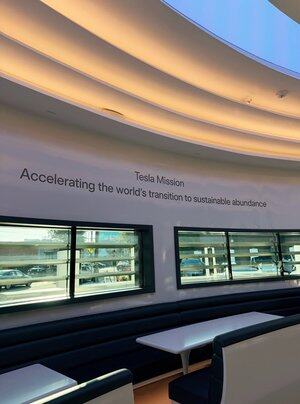 Tesla Mission
Accelerating the world's transition to sustainable abundance